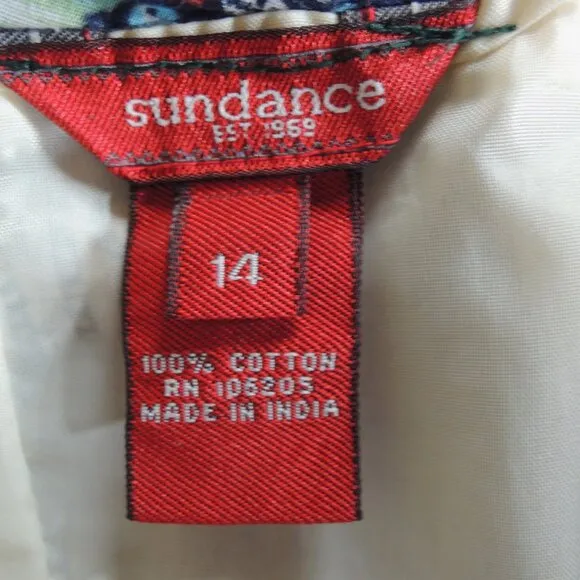 sundance
EST 1969
14
100% COTTON
RN 106205
MADE IN INDIA